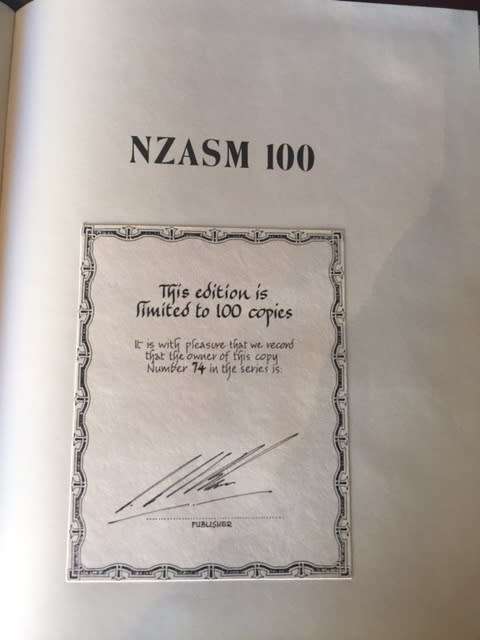 NZASM 100
This edition is
limited to 100 copies
It is with pleasure that we record
that the owner of this copy
Number 74 in the series is:
PUBLISHER